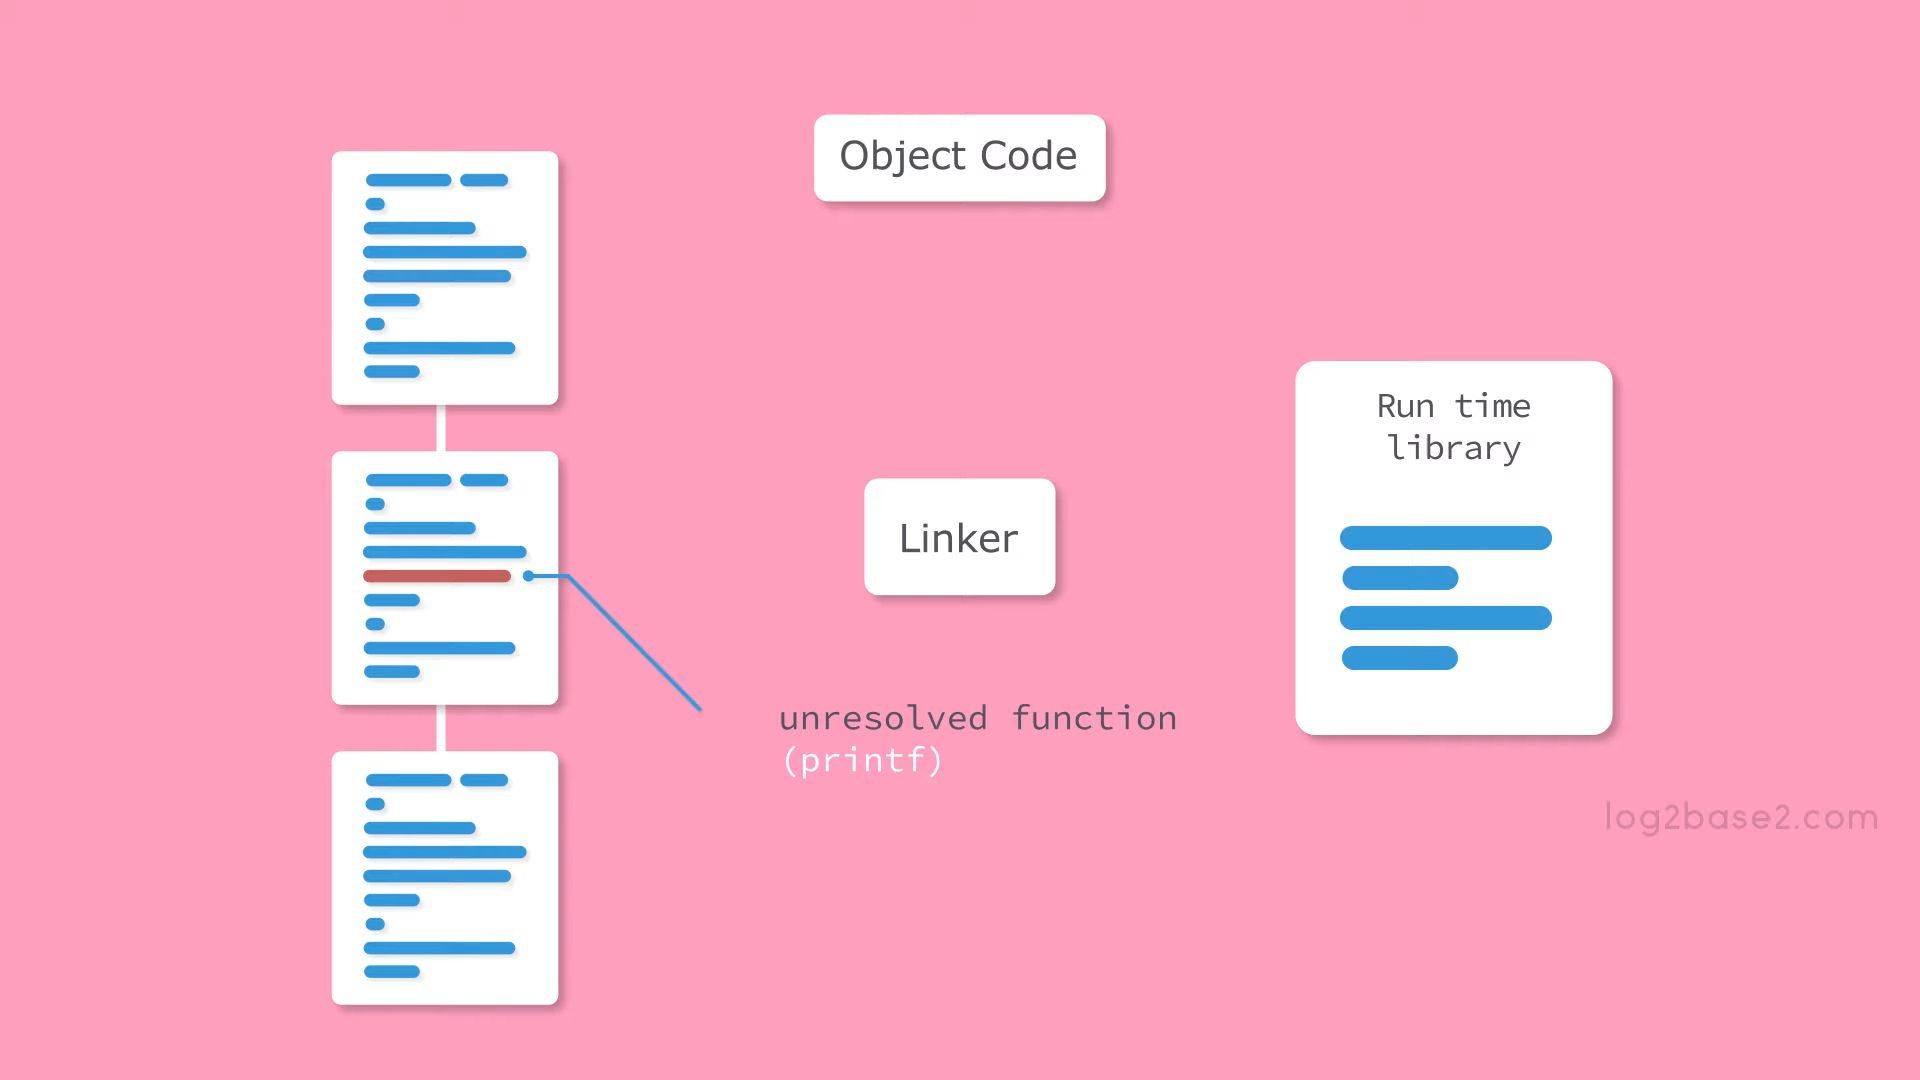 Object Code
Run time
library
Linker
unresolved function
(printf)
log2base2.com